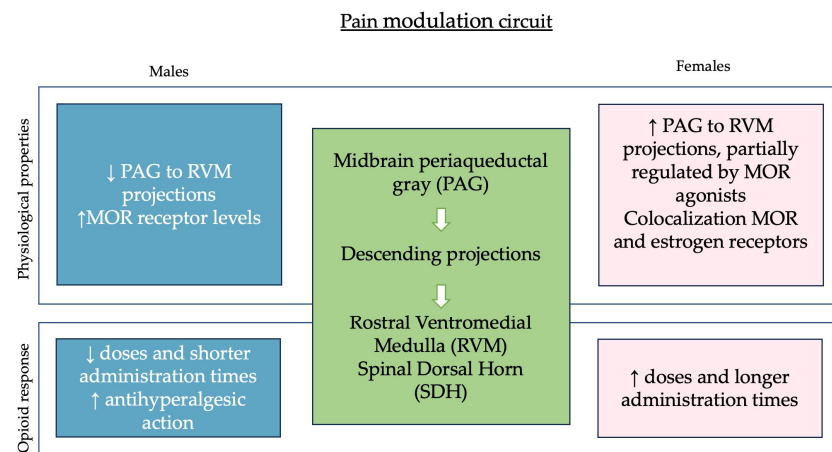 Pain modulation circuit
Males
Females
Physiological properties
↓ PAG to RVM
projections
↑MOR receptor levels
Midbrain periaqueductal
gray (PAG)
Descending projections
Rostral Ventromedial
Medulla (RVM)
Spinal Dorsal Horn
(SDH)
↑ PAG to RVM
projections, partially
regulated by MOR
agonists
Colocalization MOR
and estrogen receptors
Opioid response
↓ doses and shorter
administration times
↑ antihyperalgesic
action
↑ doses and longer
administration times